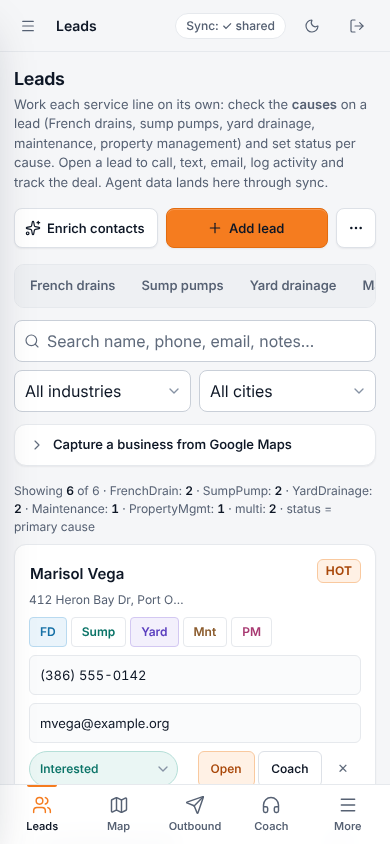 Leads
Sync: ✓ shared
Leads
Work each service line on its own: check the causes on a
lead (French drains, sump pumps, yard drainage,
maintenance, property management) and set status per
cause. Open a lead to call, text, email, log activity and
track the deal. Agent data lands here through sync.
Enrich contacts
+ Add lead
...
French drains
Sump pumps
Yard drainage
M
Search name, phone, email, notes...
All industries
All cities
Capture a business from Google Maps
Showing 6 of 6 · FrenchDrain: 2 · SumpPump: 2 · YardDrainage:
2 · Maintenance: 1 · PropertyMgmt: 1 · multi: 2 · status =
primary cause
Marisol Vega
HOT
412 Heron Bay Dr, Port O...
FD
Sump
Yard
Mnt
PM
(386) 555-0142
mvega@example.org
Interested
Open
Coach
×
Leads
Map
Outbound
Coach
More